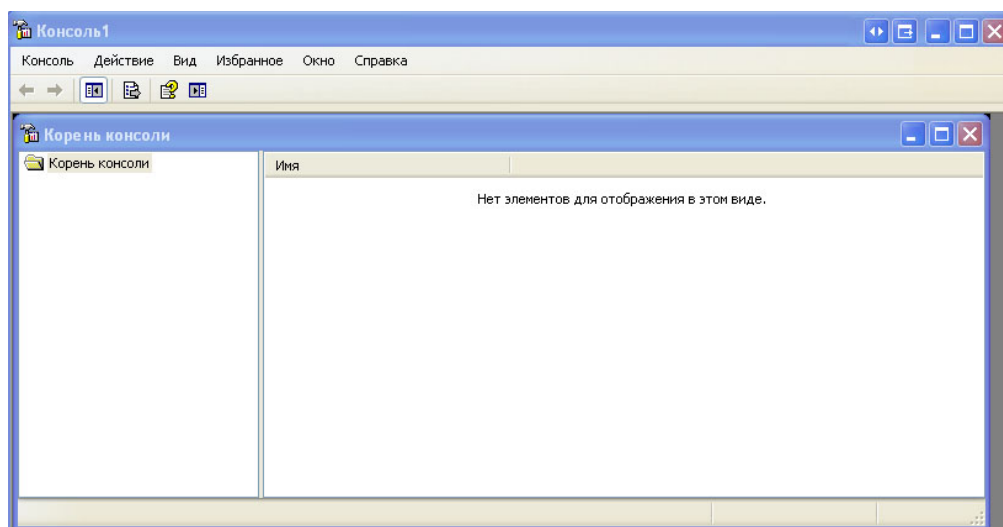 Консоль1
Консоль Действие Вид Избранное Окно Справка
Корень консоли
Корень консоли
Имя
Нет элементов для отображения в этом виде.